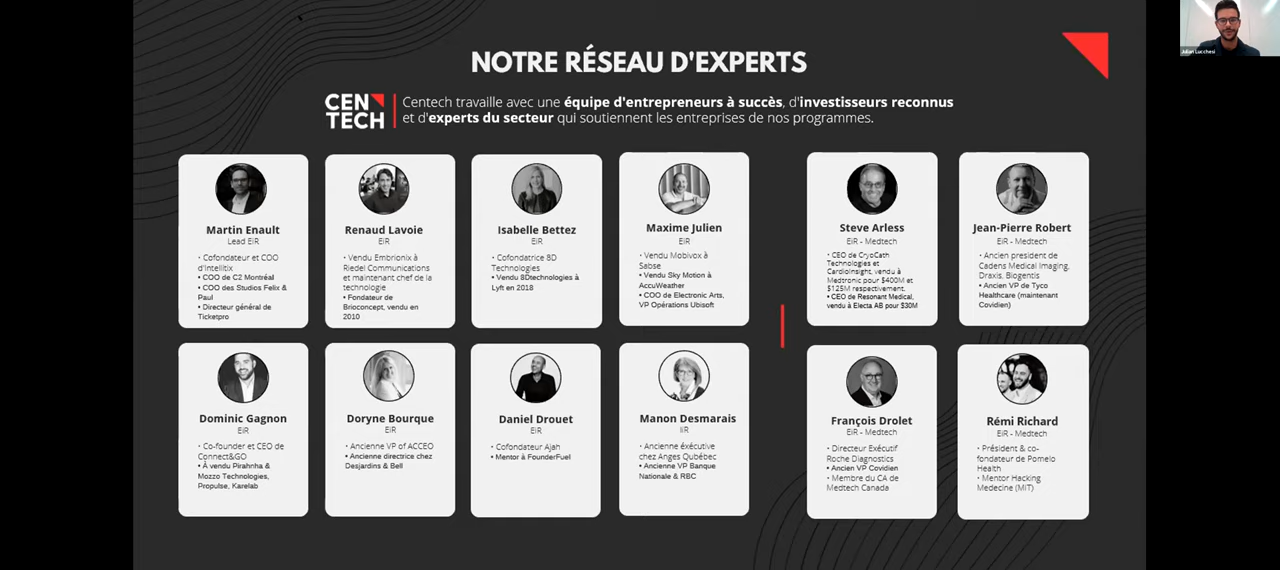 NOTRE RÉSEAU D'EXPERTS
CEN
TECH
Centech travaille avec une équipe d'entrepreneurs à succès, d'investisseurs reconnus
et d'experts du secteur qui soutiennent les entreprises de nos programmes.
Martin Enault
Lead EiR
• Cofondateur et COO
d'Intellitix
• COO de C2 Montréal
• COO des Studios Felix &
Paul
• Directeur général de
Ticketpro
Renaud Lavoie
EiR
• Vendu Embrionix à
Riedel Communications
et maintenant chef de la
technologie
• Fondateur de
Brioconcept, vendu en
2010
Isabelle Bettez
EiR
• Cofondatrice 8D
Technologies
• Vendu 8Dtechnologies à
Lyft en 2018
Maxime Julien
EiR
• Vendu Mobivox à
Sabse
• Vendu Sky Motion à
AccuWeather
• COO de Electronic Arts,
VP Opérations Ubisoft
Steve Arless
EiR - Medtech
• CEO de CryoCath
Technologies et
CardioInsight, vendu à
Medtronic pour $400M et
$125M respectivement.
• CEO de Resonant Medical,
vendu à Electa AB pour $30M
Jean-Pierre Robert
EiR - Medtech
• Ancien president de
Cadens Medical Imaging,
Draxis, Biogentis
• Ancien VP de Tyco
Healthcare (maintenant
Covidien)
Dominic Gagnon
EiR
• Co-founder et CEO de
Connect&GO
• À vendu Pirahnha &
Mozzo Technologies,
Propulse, Karelab
Doryne Bourque
EiR
• Ancienne VP of ACCEO
• Ancienne directrice chez
Desjardins & Bell
Daniel Drouet
EiR
• Cofondateur Ajah
• Mentor à FounderFuel
Manon Desmarais
IiR
• Ancienne éxécutive
chez Anges Qubébec
• Ancienne VP Banque
Nationale & RBC
François Drolet
EiR - Medtech
• Directeur Exécutif
Roche Diagnostics
• Ancien VP Covidien
• Membre du CA de
Medtech Canada
Rémi Richard
EiR - Medtech
• Président & co-
fondateur de Pomelo
Health
• Mentor Hacking
Medecine (MIT)
Julian Lucchesi